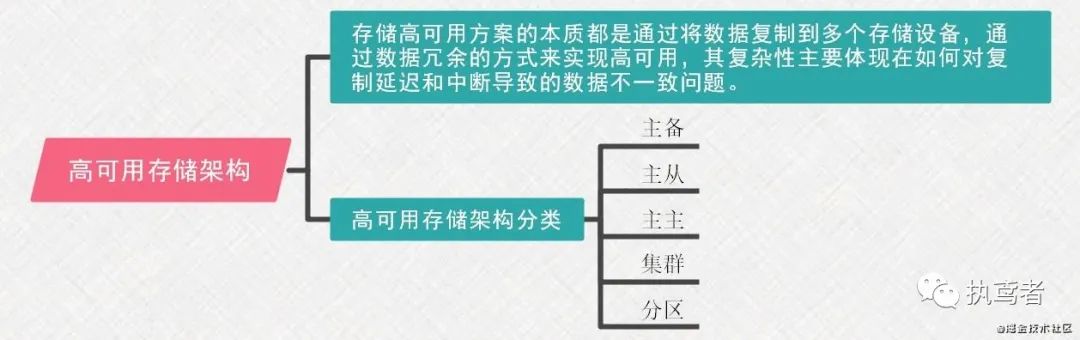 存储高可用方案的本质都是通过将数据复制到多个存储设备，通
过数据冗余的方式来实现高可用，其复杂性主要体现在如何对复
制延迟和中断导致的数据不一致问题。
高可用存储架构
高可用存储架构分类
主备
主从
主主
集群
分区
执鸢者
@掘金技术社区